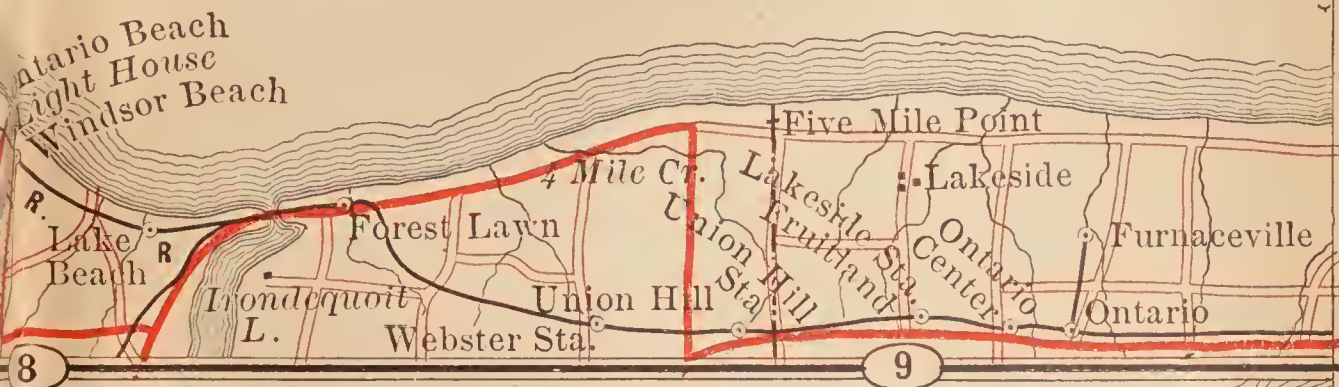 ntario Beach
Light House
Windsor Beach
R.
R
Lake
Beach
Forest Lawn
4 Mile Cr.
Five Mile Point
Lakeside
Irondequoit
L.
Webster Sta.
Union Hill
Union Hill
Sta
Lakeside Sta.
Fruitland
Ontario
Center
Furnaceville
Ontario
8
9